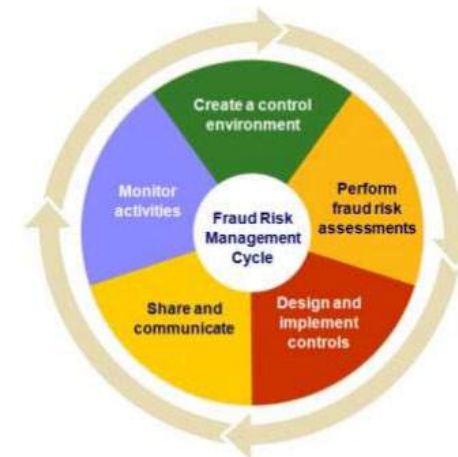 Create a control
environment
Perform
fraud risk
assessments
Design and
implement
controls
Share and
communicate
Monitor
activities
Fraud Risk
Management
Cycle